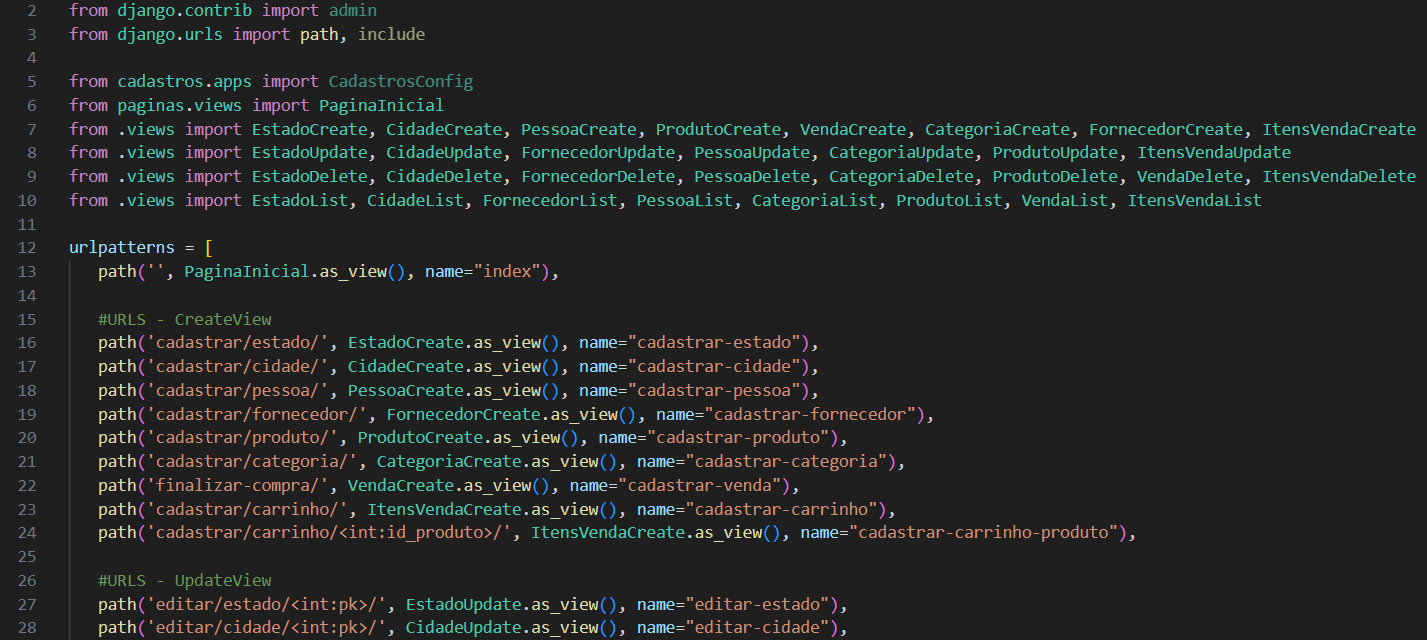 2 from django.contrib import admin
3 from django.urls import path, include
4
5 from cadastros.apps import CadastrosConfig
6 from paginas.views import PaginaInicial
7 from .views import EstadoCreate, CidadeCreate, PessoaCreate, ProdutoCreate, VendaCreate, CategoriaCreate, FornecedorCreate, ItensVendaCreate
8 from .views import EstadoUpdate, CidadeUpdate, FornecedorUpdate, PessoaUpdate, CategoriaUpdate, ProdutoUpdate, ItensVendaUpdate
9 from .views import EstadoDelete, CidadeDelete, FornecedorDelete, PessoaDelete, CategoriaDelete, ProdutoDelete, VendaDelete, ItensVendaDelete
10 from .views import EstadoList, CidadeList, FornecedorList, PessoaList, CategoriaList, ProdutoList, VendaList, ItensVendaList
11
12 urlpatterns = [
13 path('', PaginaInicial.as_view(), name="index"),
14
15 #URLS - CreateView
16 path('cadastrar/estado/', EstadoCreate.as_view(), name="cadastrar-estado"),
17 path('cadastrar/cidade/', CidadeCreate.as_view(), name="cadastrar-cidade"),
18 path('cadastrar/pessoa/', PessoaCreate.as_view(), name="cadastrar-pessoa"),
19 path('cadastrar/fornecedor/', FornecedorCreate.as_view(), name="cadastrar-fornecedor"),
20 path('cadastrar/produto/', ProdutoCreate.as_view(), name="cadastrar-produto"),
21 path('cadastrar/categoria/', CategoriaCreate.as_view(), name="cadastrar-categoria"),
22 path('finalizar-compra/', VendaCreate.as_view(), name="cadastrar-venda"),
23 path('cadastrar/carrinho/', ItensVendaCreate.as_view(), name="cadastrar-carrinho"),
24 path('cadastrar/carrinho/<int:id_produto>/', ItensVendaCreate.as_view(), name="cadastrar-carrinho-produto"),
25
26 #URLS - UpdateView
27 path('editar/estado/<int:pk>/', EstadoUpdate.as_view(), name="editar-estado"),
28 path('editar/cidade/<int:pk>/', CidadeUpdate.as_view(), name="editar-cidade"),